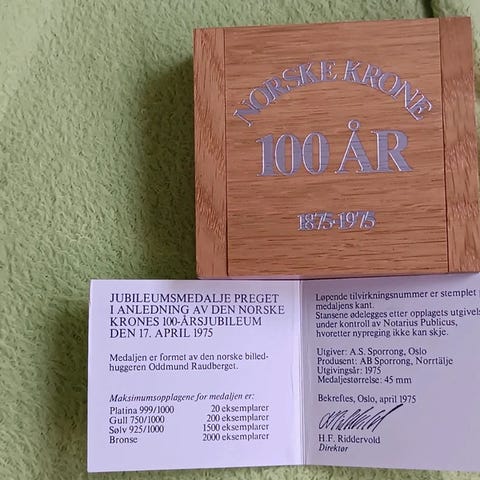 NORSKE KRONE
100 ÅR
1875-1975
JUBILEUMSMEDALJE PREGET
I ANLEDNING AV DEN NORSKE
KRONES 100-ÅRSJUBILEUM
DEN 17. APRIL 1975
Medaljen er formet av den norske billed-
huggeren Oddmund Raudberget.
Maksimumsopplagene for medaljen er:
Platina 999/1000 20 eksemplarer
Gull 750/1000 200 eksemplarer
Sølv 925/1000 1500 eksemplarer
Bronse 2000 eksemplarer
Løpende tilvirkningsnummer er stemplet p
medaljens kant.
Stansene ødelegges etter opplagets utgivels
under kontroll av Notarius Publicus,
hvoretter nypreging ikke kan skje.
Utgiver: A.S. Sporrong, Oslo
Produsent: AB Sporrong, Norrtälje
Utgivingsår: 1975
Medaljestørrelse: 45 mm
Bekreftes, Oslo, april 1975
H.F. Riddervold
Direktør